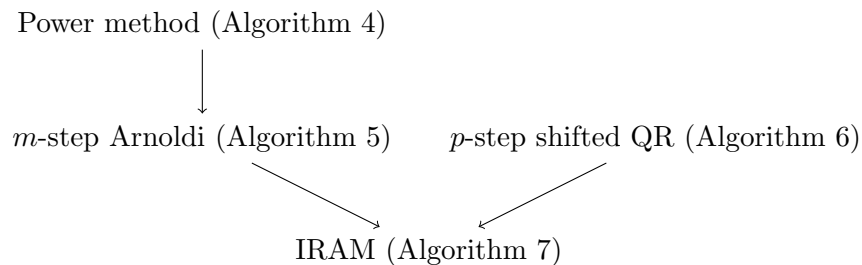 Power method (Algorithm 4)
m-step Arnoldi (Algorithm 5)
p-step shifted QR (Algorithm 6)
IRAM (Algorithm 7)